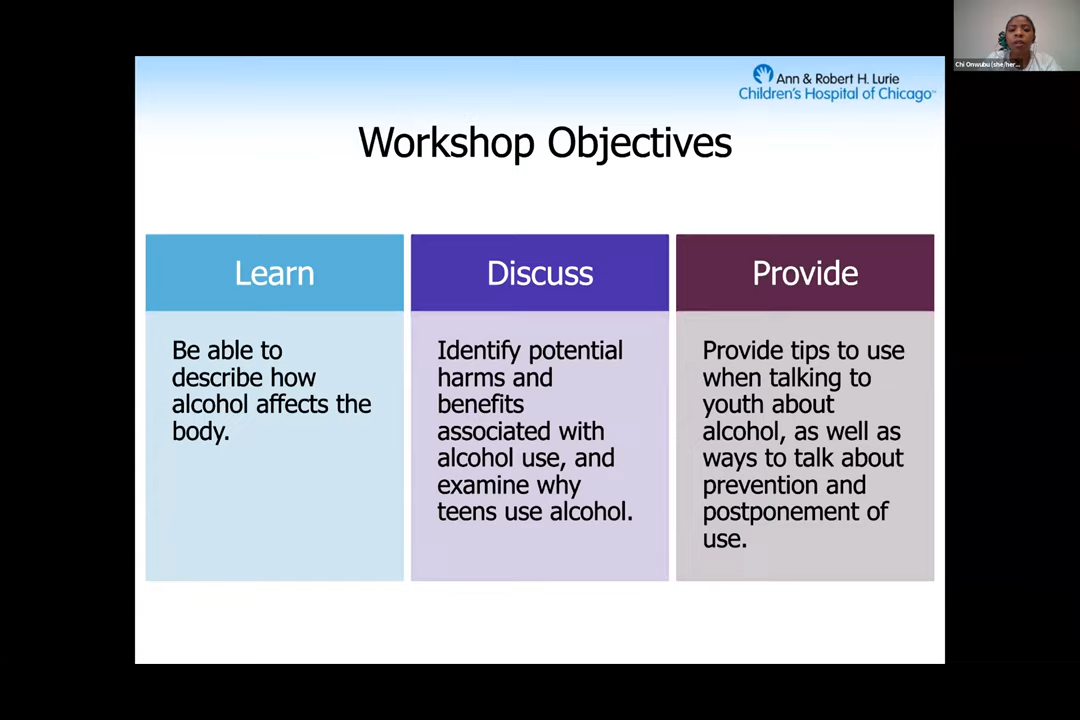 Ann & Robert H. Lurie
Children's Hospital of Chicago™
Chi Onwubu (she/her...
Workshop Objectives
Learn
Be able to
describe how
alcohol affects the
body.
Discuss
Identify potential
harms and
benefits
associated with
alcohol use, and
examine why
teens use alcohol.
Provide
Provide tips to use
when talking to
youth about
alcohol, as well as
ways to talk about
prevention and
postponement of
use.